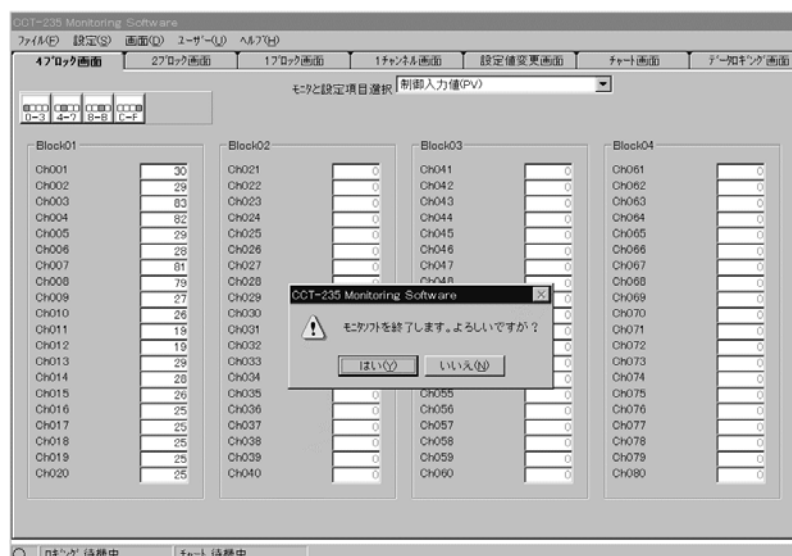 CCT-235 Monitoring Software
ﾌｧｲﾙ(F) 設定(S) 画面(D) ﾕｰｻﾞｰ(U) ﾍﾙﾌﾟ(H)
4ﾌﾞﾛｯｸ画面 2ﾌﾞﾛｯｸ画面 1ﾌﾞﾛｯｸ画面 1ﾁｬﾝﾈﾙ画面 設定値変更画面 ﾁｬｰﾄ画面 ﾃﾞｰﾀﾛｷﾞﾝｸﾞ画面
ﾓﾆﾀと設定項目選択 制御入力値(PV)
0-3 4-7 8-B C-F
Block01
Ch001 30
Ch002 29
Ch003 83
Ch004 82
Ch005 29
Ch006 28
Ch007 81
Ch008 79
Ch009 27
Ch010 26
Ch011 19
Ch012 19
Ch013 29
Ch014 28
Ch015 26
Ch016 25
Ch017 25
Ch018 25
Ch019 25
Ch020 25
Block02
Ch021 0
Ch022 0
Ch023 0
Ch024 0
Ch025 0
Ch026 0
Ch027 0
Ch028
Ch029
Ch030
Ch031
Ch032
Ch033
Ch034
Ch035 0
Ch036 0
Ch037 0
Ch038 0
Ch039 0
Ch040 0
Block03
Ch041 0
Ch042 0
Ch043 0
Ch044 0
Ch045 0
Ch046 0
Ch047 0
Ch048
Ch055 0
Ch056 0
Ch057 0
Ch058 0
Ch059 0
Ch060 0
Block04
Ch061 0
Ch062 0
Ch063 0
Ch064 0
Ch065 0
Ch066 0
Ch067 0
Ch068 0
Ch069 0
Ch070 0
Ch071 0
Ch072 0
Ch073 0
Ch074 0
Ch075 0
Ch076 0
Ch077 0
Ch078 0
Ch079 0
Ch080 0
CCT-235 Monitoring Software
ﾓﾆﾀｿﾌﾄを終了します。よろしいですが？
はい(Y) いいえ(N)
ﾛｷﾞﾝｸﾞ 待機中 ﾁｬｰﾄ 待機中